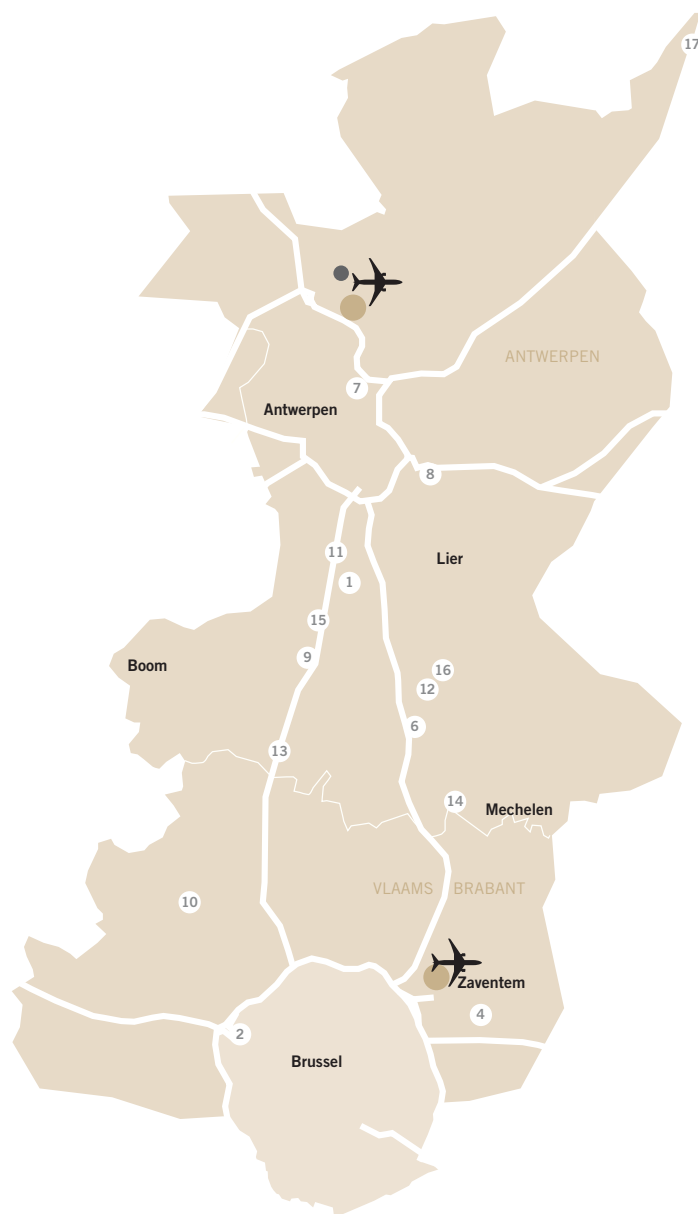 17
ANTWERPEN
7
Antwerpen
8
11
Lier
1
15
9
Boom
16
12
6
13
14
Mechelen
VLAAMS BRABANT
10
Zaventem
4
2
Brussel